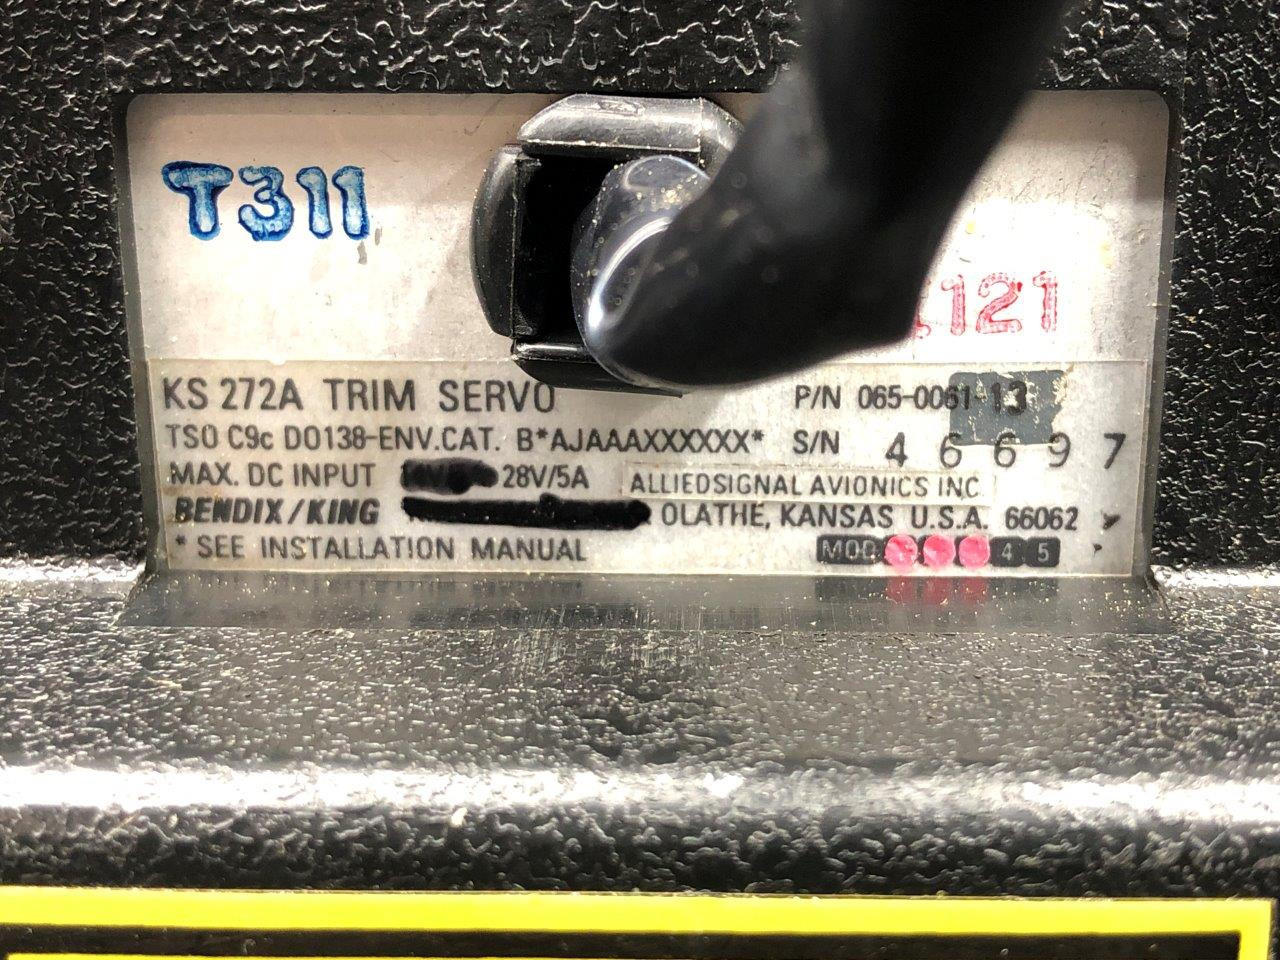 T311
121
KS 272A TRIM SERVO P/N 065-0061-13
TSO C9c DO138-ENV.CAT. B*AJAAAXXXXXX* S/N 46697
MAX. DC INPUT 28V/5A ALLIEDSIGNAL AVIONICS INC.
BENDIX/KING OLATHE, KANSAS U.S.A. 66062
* SEE INSTALLATION MANUAL MOD 4 5